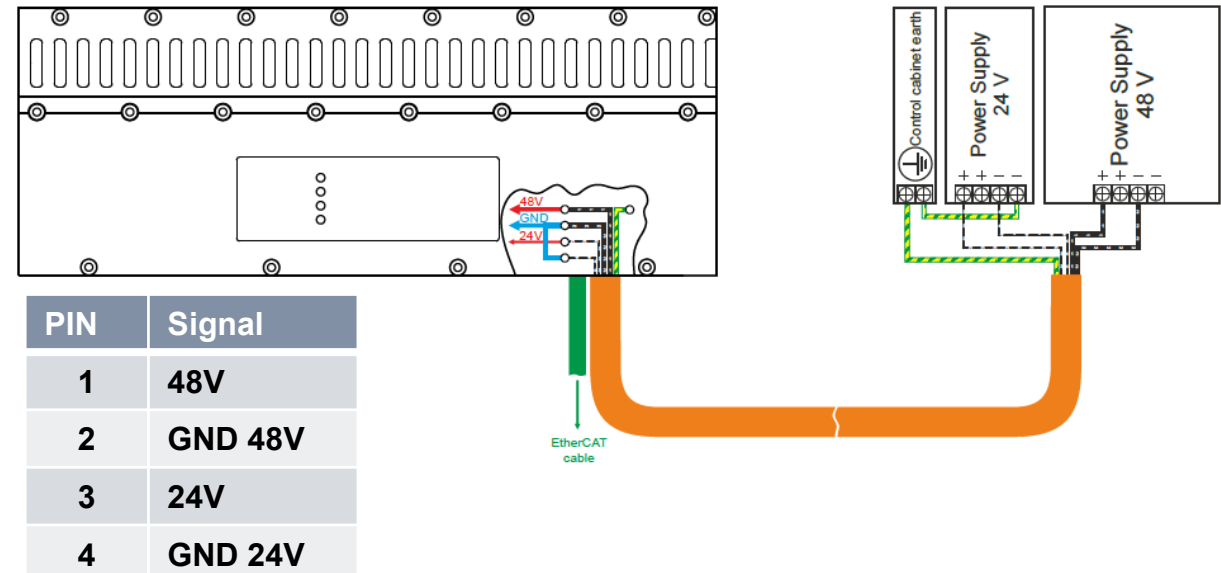 Control cabinet earth
Power Supply
24 V
Power Supply
48 V
+ + − −
+ + − −
48V
GND
24V
EtherCAT
cable
PIN Signal
1 48V
2 GND 48V
3 24V
4 GND 24V